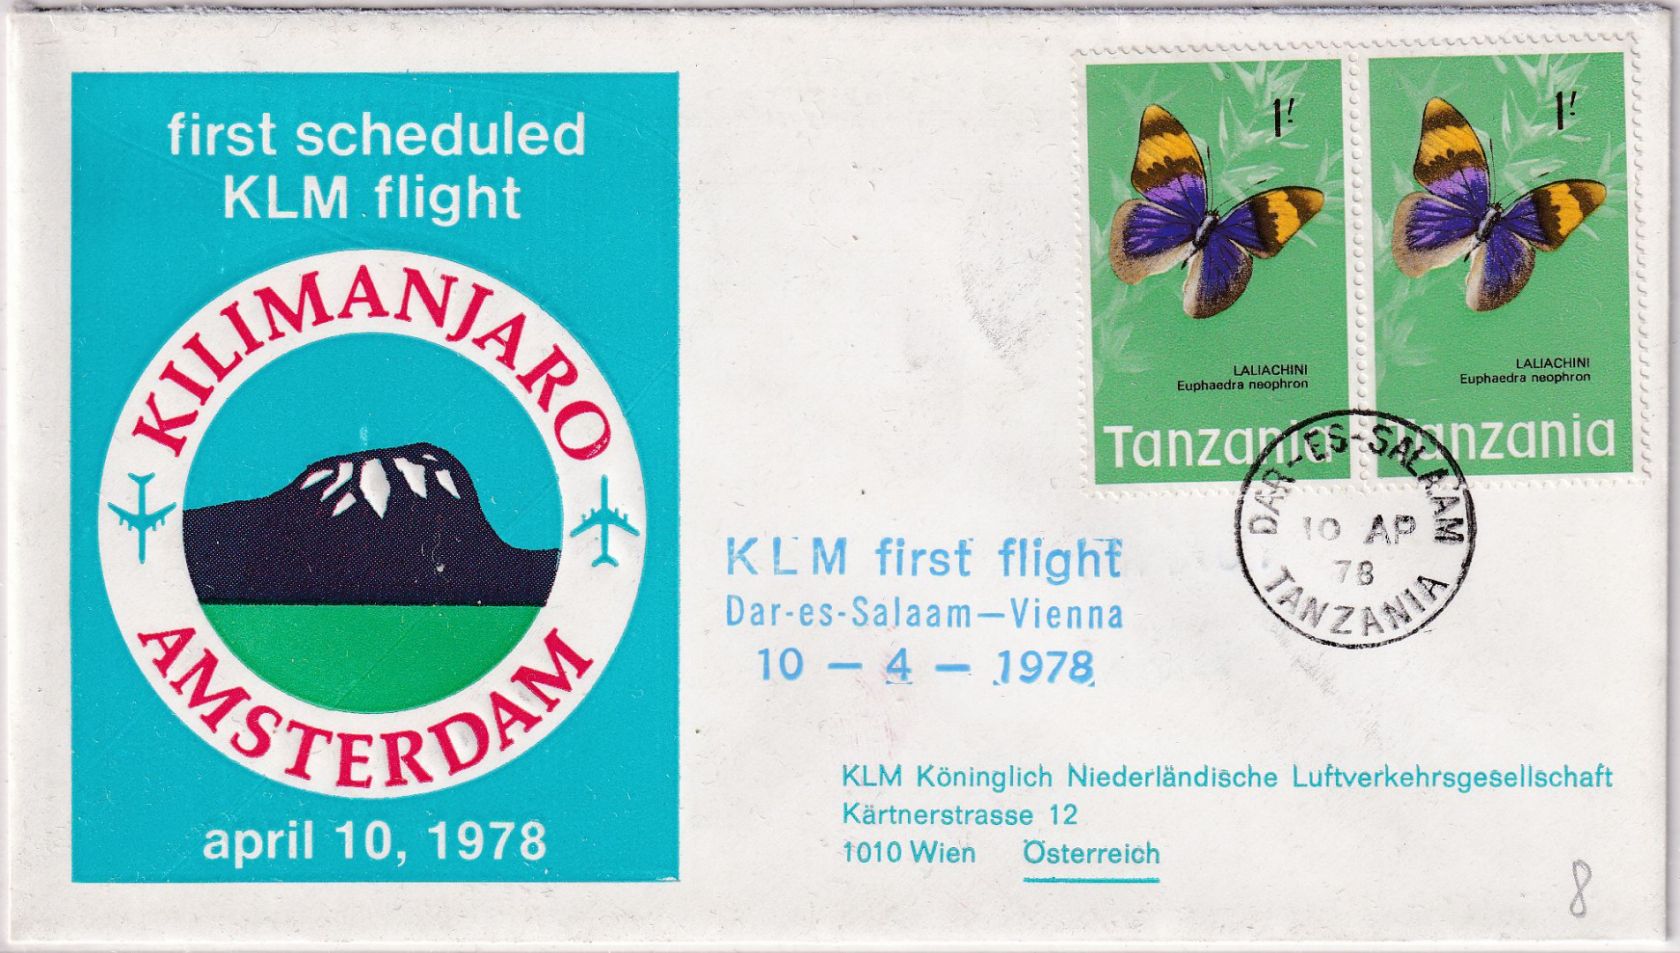 first scheduled
KLM flight
KILIMANJARO
AMSTERDAM
april 10, 1978
1/
LALIACHINI
Euphaedra neophron
Tanzania
1/
LALIACHINI
Euphaedra neophron
Tanzania
DAR-ES-SALAAM
10 AP
78
TANZANIA
KLM first flight
Dar-es-Salaam—Vienna
10 — 4 — 1978
KLM Köninglich Niederländische Luftverkehrsgesellschaft
Kärtnerstrasse 12
1010 Wien Österreich
8